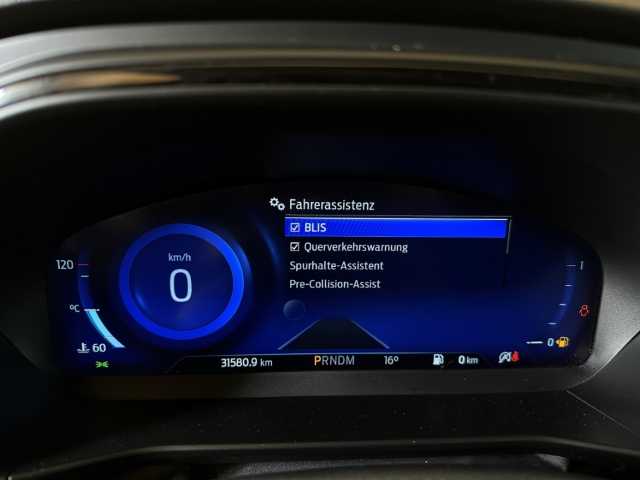 Fahrerassistenz
BLIS
Querverkehrswarnung
Spurhalte-Assistent
Pre-Collision-Assist
km/h
0
120
°C
60
1
0
31580.9 km
PRNDM
16°
0 km